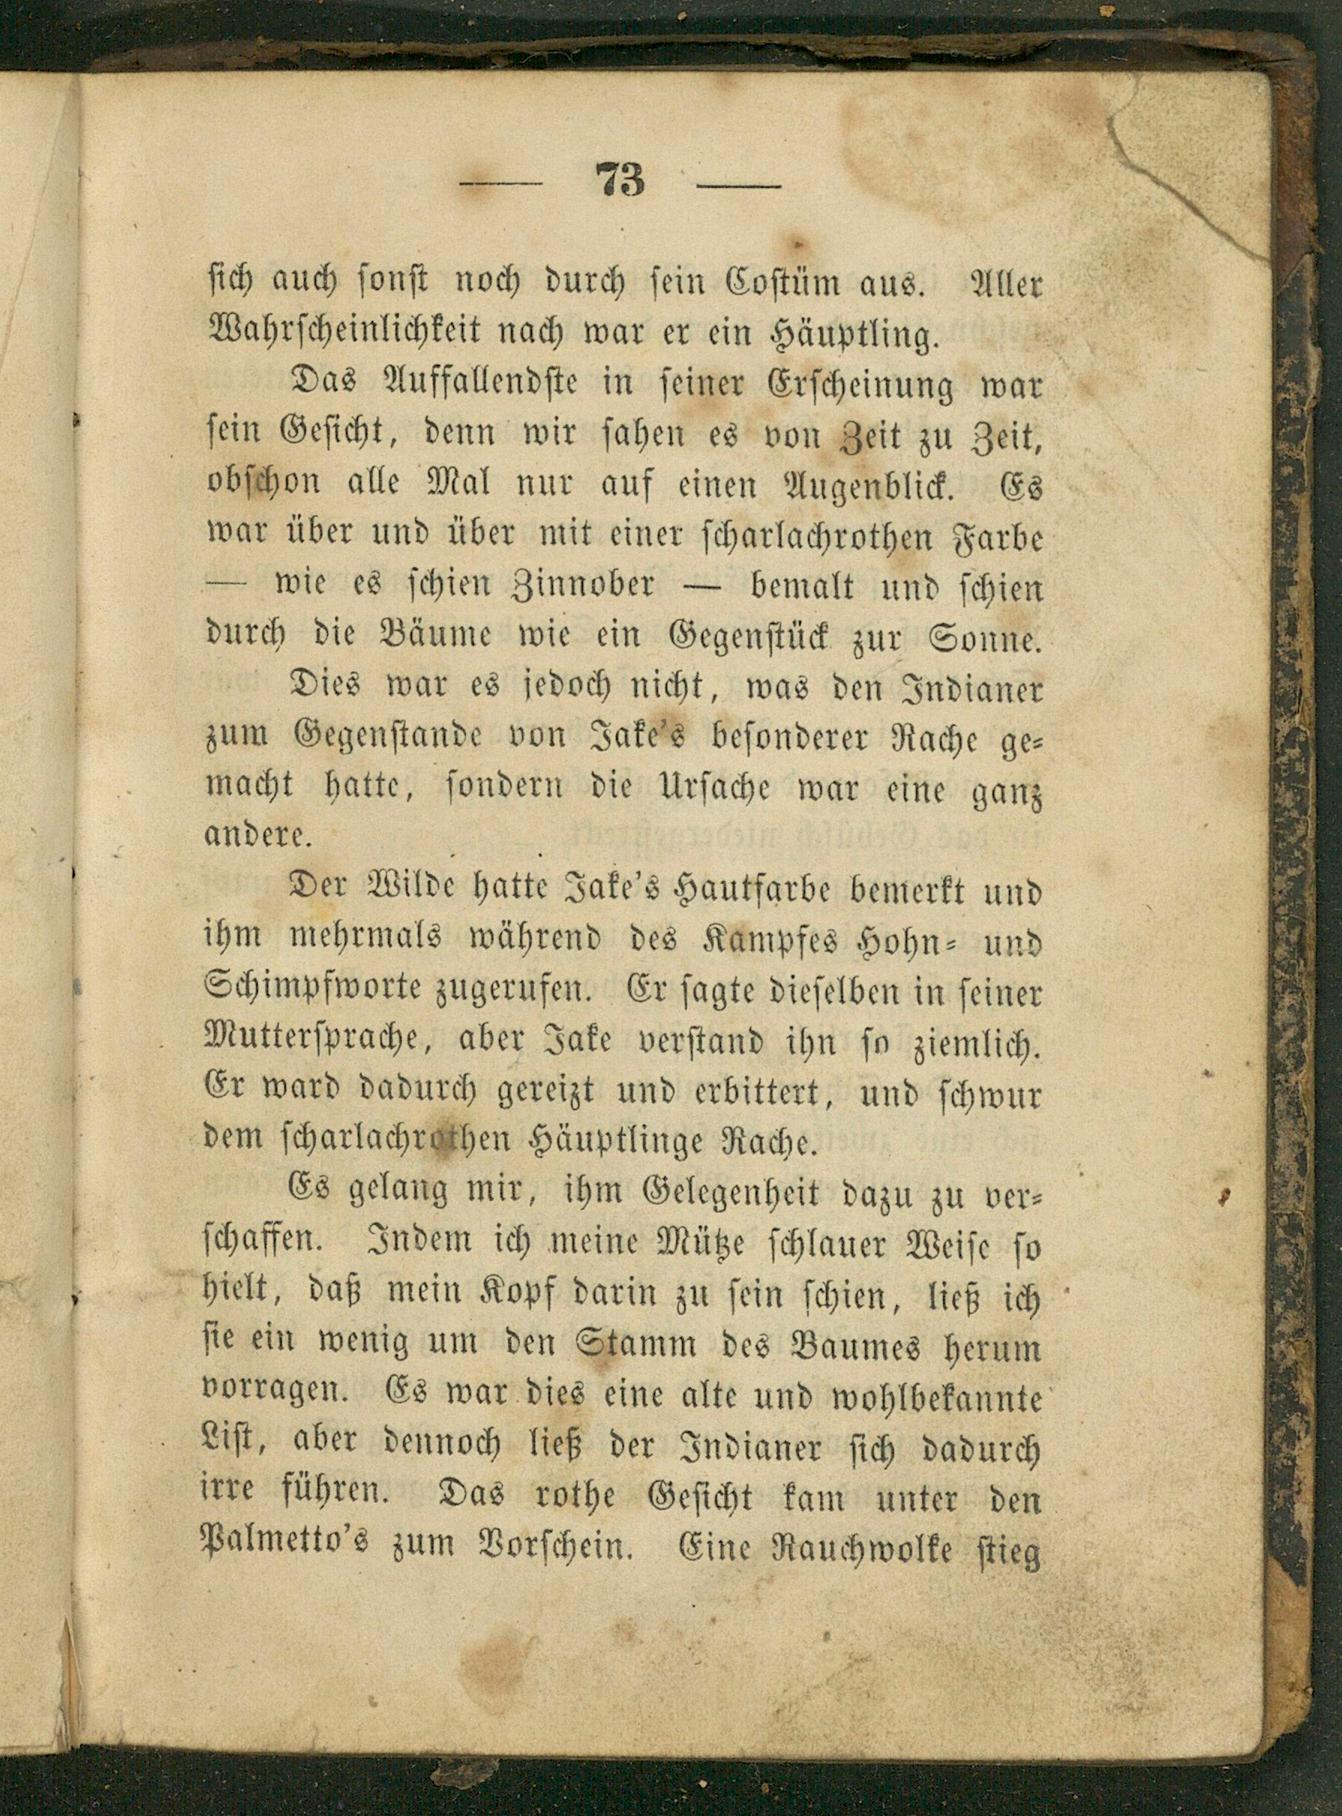 — 73 —
sich auch sonst noch durch sein Costüm aus. Aller
Wahrscheinlichkeit nach war er ein Häuptling.
Das Auffallendste in seiner Erscheinung war
sein Gesicht, denn wir sahen es von Zeit zu Zeit,
obschon alle Mal nur auf einen Augenblick. Es
war über und über mit einer scharlachrothen Farbe
— wie es schien Zinnober — bemalt und schien
durch die Bäume wie ein Gegenstück zur Sonne.
Dies war es jedoch nicht, was den Indianer
zum Gegenstande von Jake's besonderer Rache ge-
macht hatte, sondern die Ursache war eine ganz
andere.
Der Wilde hatte Jake's Hautfarbe bemerkt und
ihm mehrmals während des Kampfes Hohn- und
Schimpfworte zugerufen. Er sagte dieselben in seiner
Muttersprache, aber Jake verstand ihn so ziemlich.
Er ward dadurch gereizt und erbittert, und schwur
dem scharlachrothen Häuptlinge Rache.
Es gelang mir, ihm Gelegenheit dazu zu ver-
schaffen. Indem ich meine Mütze schlauer Weise so
hielt, daß mein Kopf darin zu sein schien, ließ ich
sie ein wenig um den Stamm des Baumes herum
vorragen. Es war dies eine alte und wohlbekannte
List, aber dennoch ließ der Indianer sich dadurch
irre führen. Das rothe Gesicht kam unter den
Palmetto's zum Vorschein. Eine Rauchwolke stieg